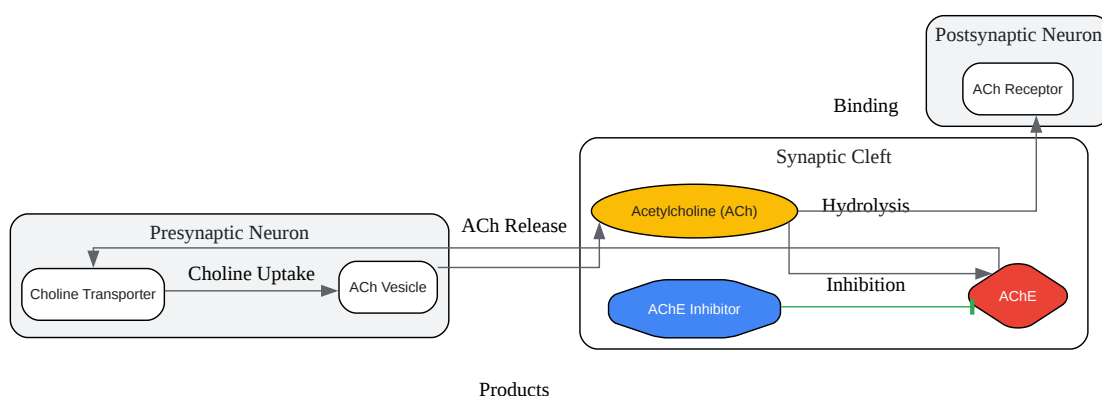 Postsynaptic Neuron
ACh Receptor
Binding
Synaptic Cleft
Acetylcholine (ACh)
Hydrolysis
ACh Release
Presynaptic Neuron
Choline Uptake
Choline Transporter
ACh Vesicle
Inhibition
AChE Inhibitor
AChE
Products